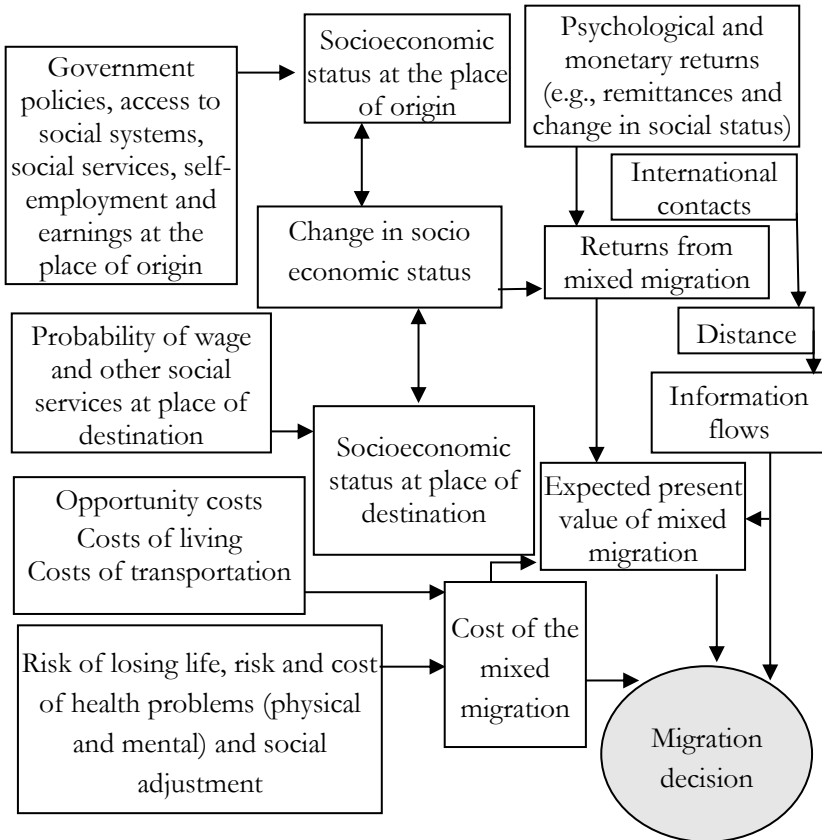 Government
policies, access to
social systems,
social services, self-
employment and
earnings at the
place of origin
Socioeconomic
status at the place
of origin
Psychological and
monetary returns
(e.g., remittances and
change in social status)
International
contacts
Change in socio
economic status
Returns from
mixed migration
Distance
Probability of wage
and other social
services at place of
destination
Information
flows
Socioeconomic
status at place of
destination
Expected present
value of mixed
migration
Opportunity costs
Costs of living
Costs of transportation
Cost of the
mixed
migration
Risk of losing life, risk and cost
of health problems (physical
and mental) and social
adjustment
Migration
decision